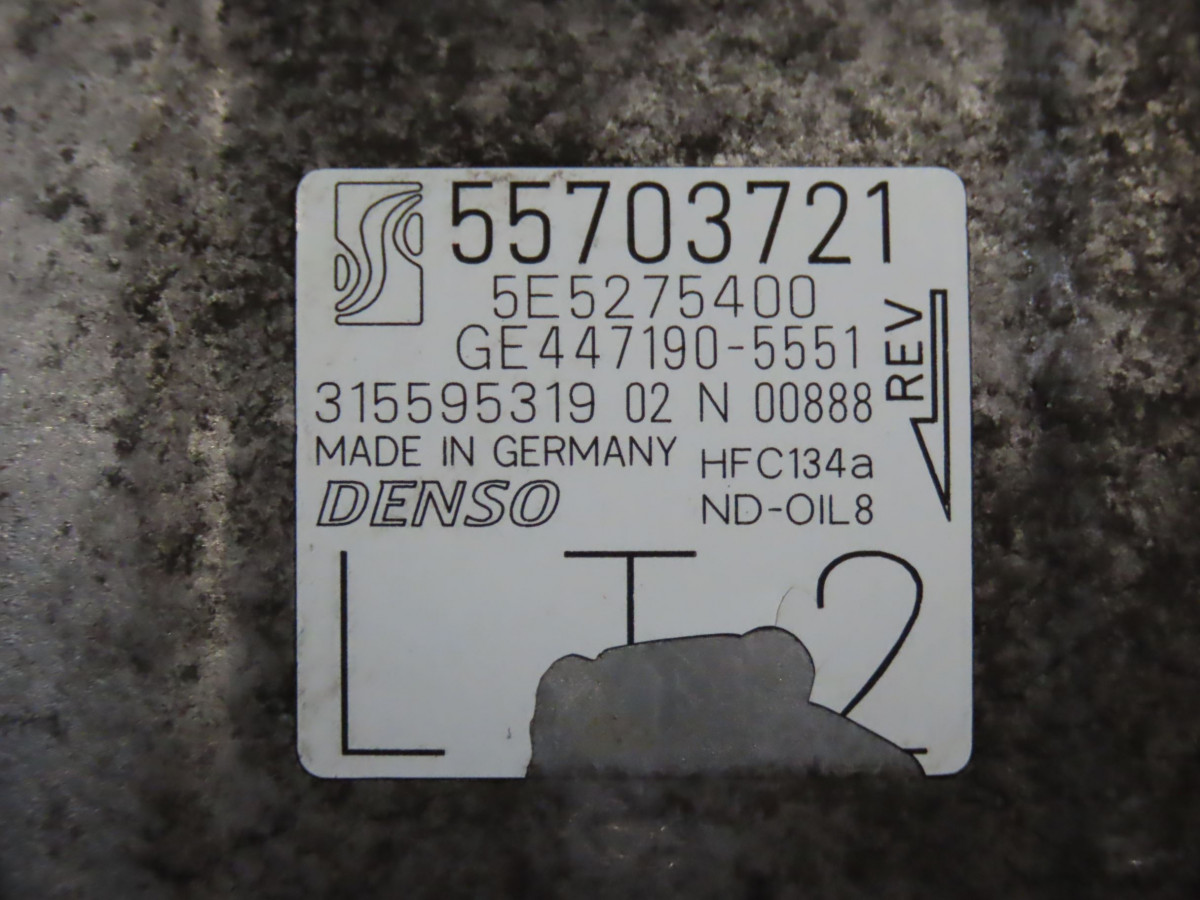 55703721
5E5275400
GE447190-5551
315595319 02 N 00888
REV
MADE IN GERMANY
HFC134a
DENSO
ND-OIL8
L T 2